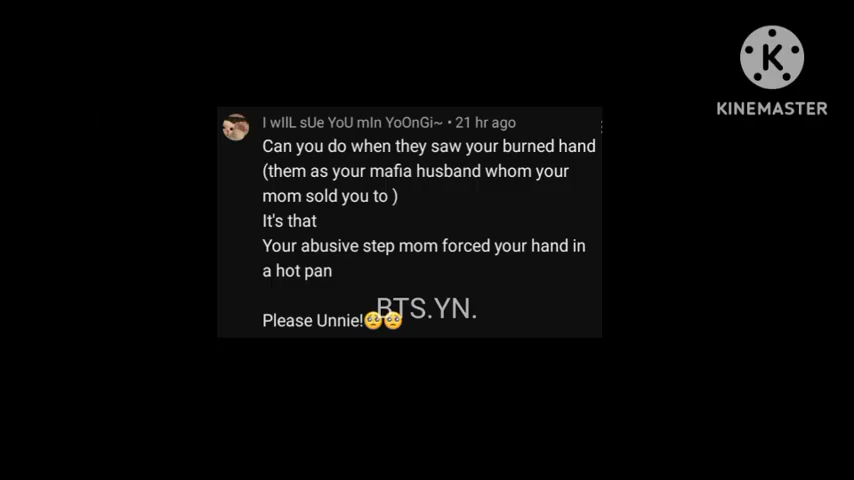 KINEMASTER
I wIlL sUe YoU mIn YoOnGi~ • 21 hr ago
Can you do when they saw your burned hand
(them as your mafia husband whom your
mom sold you to )
It's that
Your abusive step mom forced your hand in
a hot pan
BTS.YN.
Please Unnie!🥺🥺